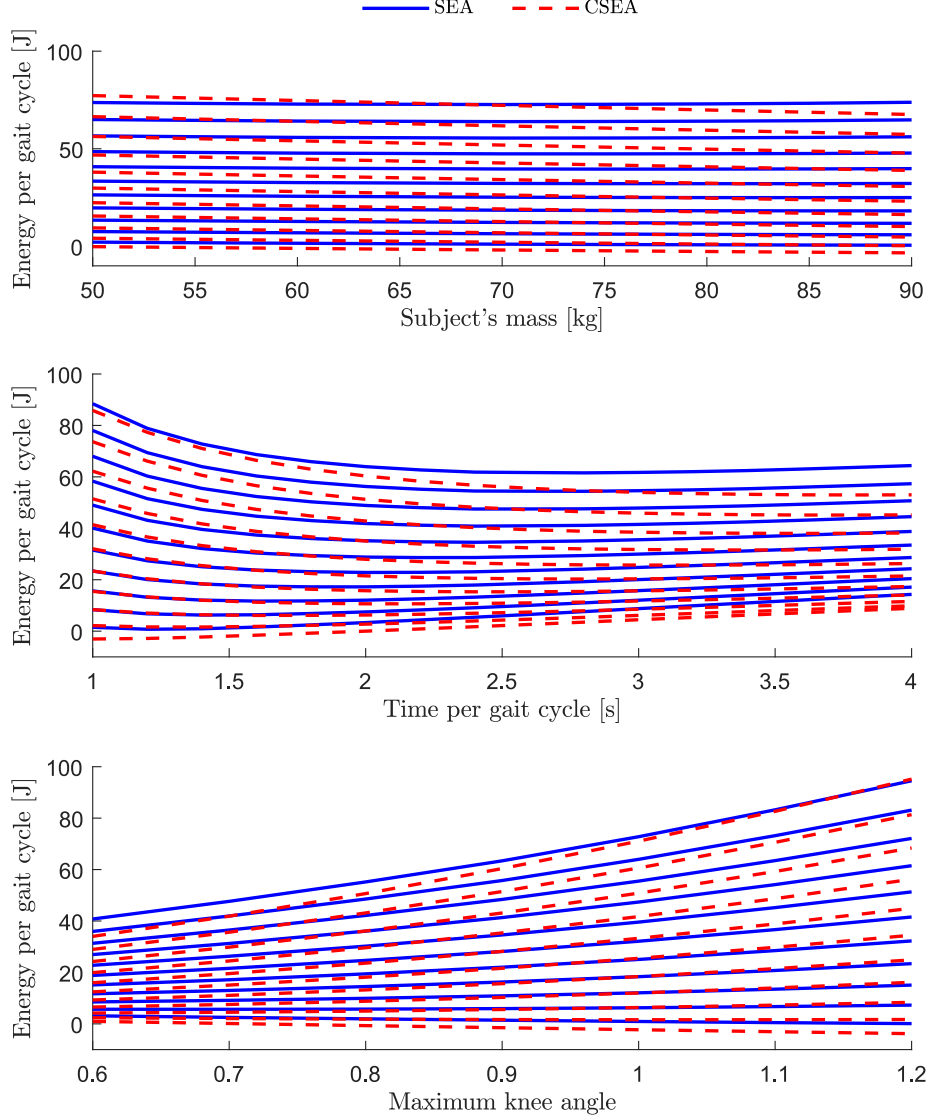 SEA CSEA
Energy per gait cycle [J]
100
50
0
50 55 60 65 70 75 80 85 90
Subject's mass [kg]
Energy per gait cycle [J]
100
80
60
40
20
0
1 1.5 2 2.5 3 3.5 4
Time per gait cycle [s]
Energy per gait cycle [J]
100
80
60
40
20
0
0.6 0.7 0.8 0.9 1 1.1 1.2
Maximum knee angle